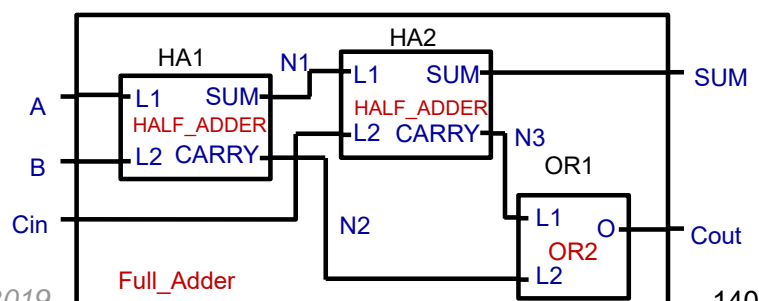 HA2
HA1
N1
L1 SUM
SUM
A
L1 SUM
HALF_ADDER
HALF_ADDER
L2 CARRY
N3
B
L2 CARRY
OR1
Cin
N2
L1
O
Cout
OR2
L2
Full_Adder
2019
140